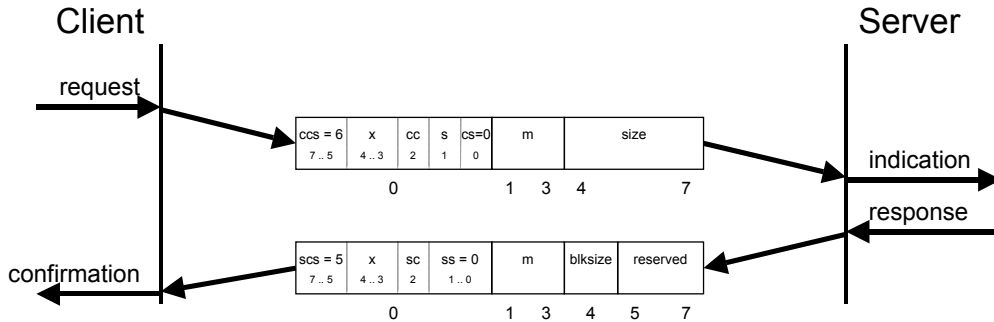 Client Server
request
ccs = 6 x cc s cs=0 m size
7 .. 5 4 .. 3 2 1 0
indication
0 1 3 4 7
response
scs = 5 x sc ss = 0 m blksize reserved
confirmation
7 .. 5 4 .. 3 2 1 .. 0
0 1 3 4 5 7